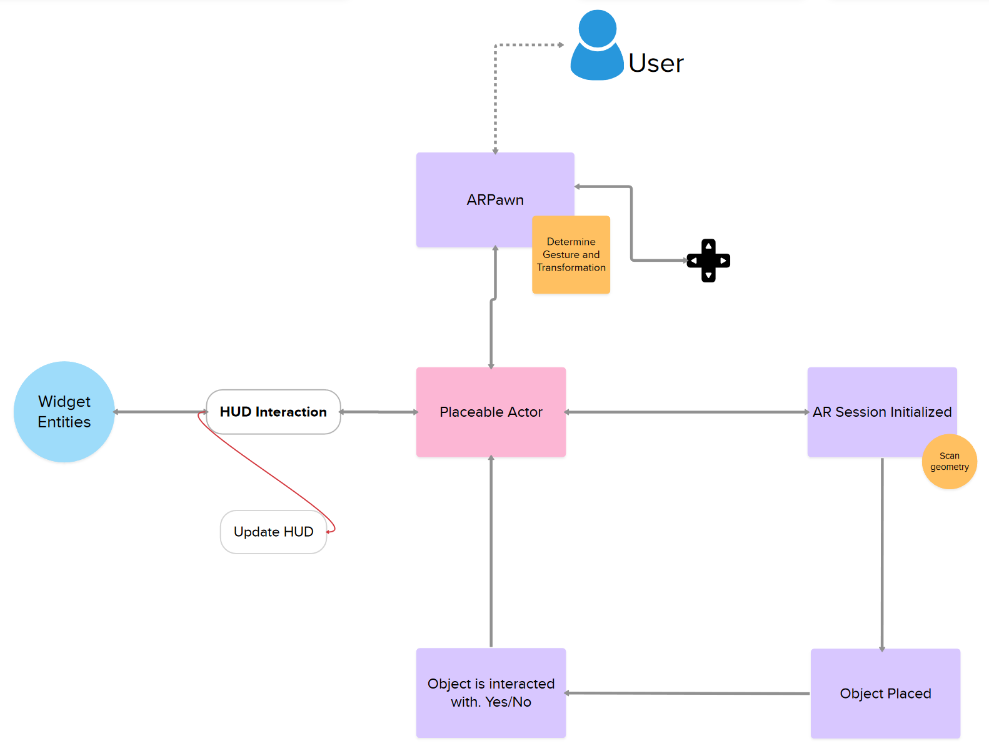 User
ARPawn
Determine
Gesture and
Transformation
Widget
Entities
HUD Interaction
Placeable Actor
AR Session Initialized
Scan
geometry
Update HUD
Object is interacted
with. Yes/No
Object Placed